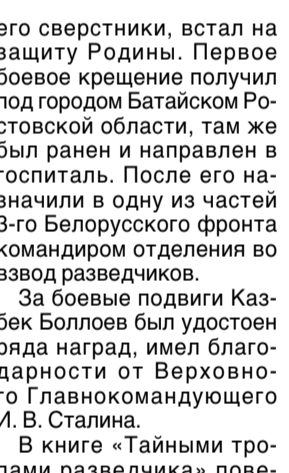 его сверстники, встал на
защиту Родины. Первое
боевое крещение получил
под городом Батайском Ро-
стовской области, там же
был ранен и направлен в
госпиталь. После его на-
значили в одну из частей
3-го Белорусского фронта
командиром отделения во
взвод разведчиков.
За боевые подвиги Каз-
бек Боллоев был удостоен
ряда наград, имел благо-
дарности от Верховно-
го Главнокомандующего
И. В. Сталина.
В книге «Тайными тро-
пами разведчика» пове-